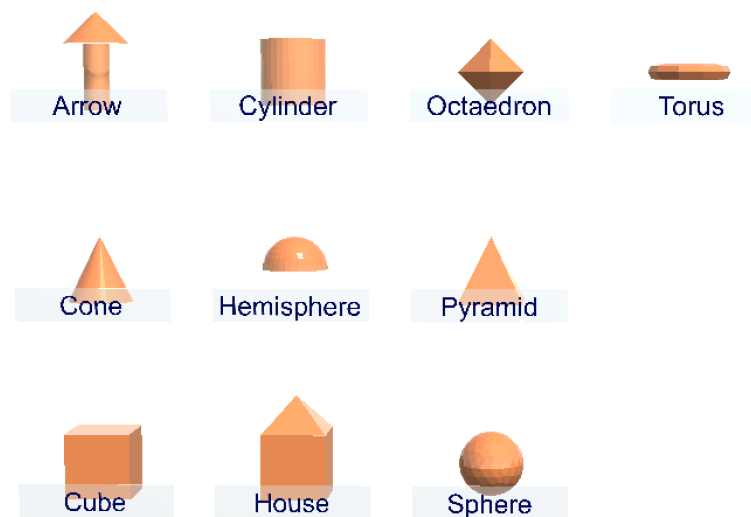 Arrow
Cylinder
Octaedron
Torus
Cone
Hemisphere
Pyramid
Cube
House
Sphere